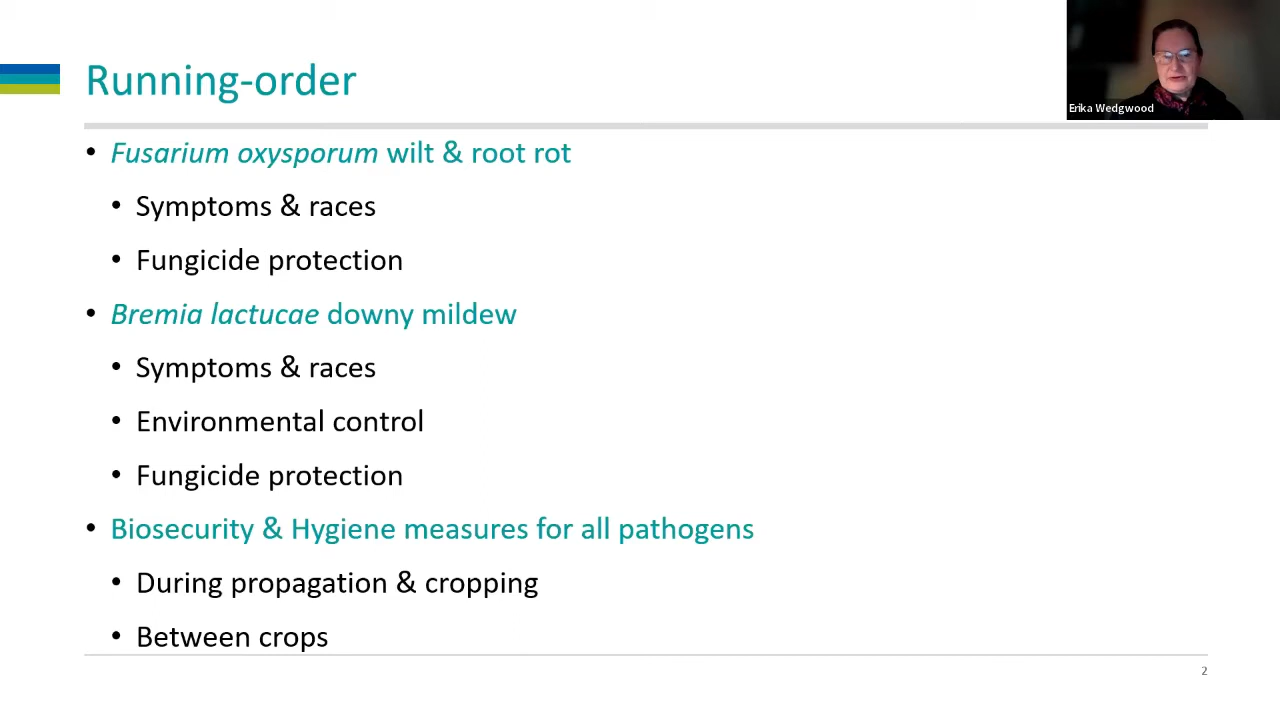 Running-order
Erika Wedgwood
• Fusarium oxysporum wilt & root rot
• Symptoms & races
• Fungicide protection
• Bremia lactucae downy mildew
• Symptoms & races
• Environmental control
• Fungicide protection
• Biosecurity & Hygiene measures for all pathogens
• During propagation & cropping
• Between crops
2